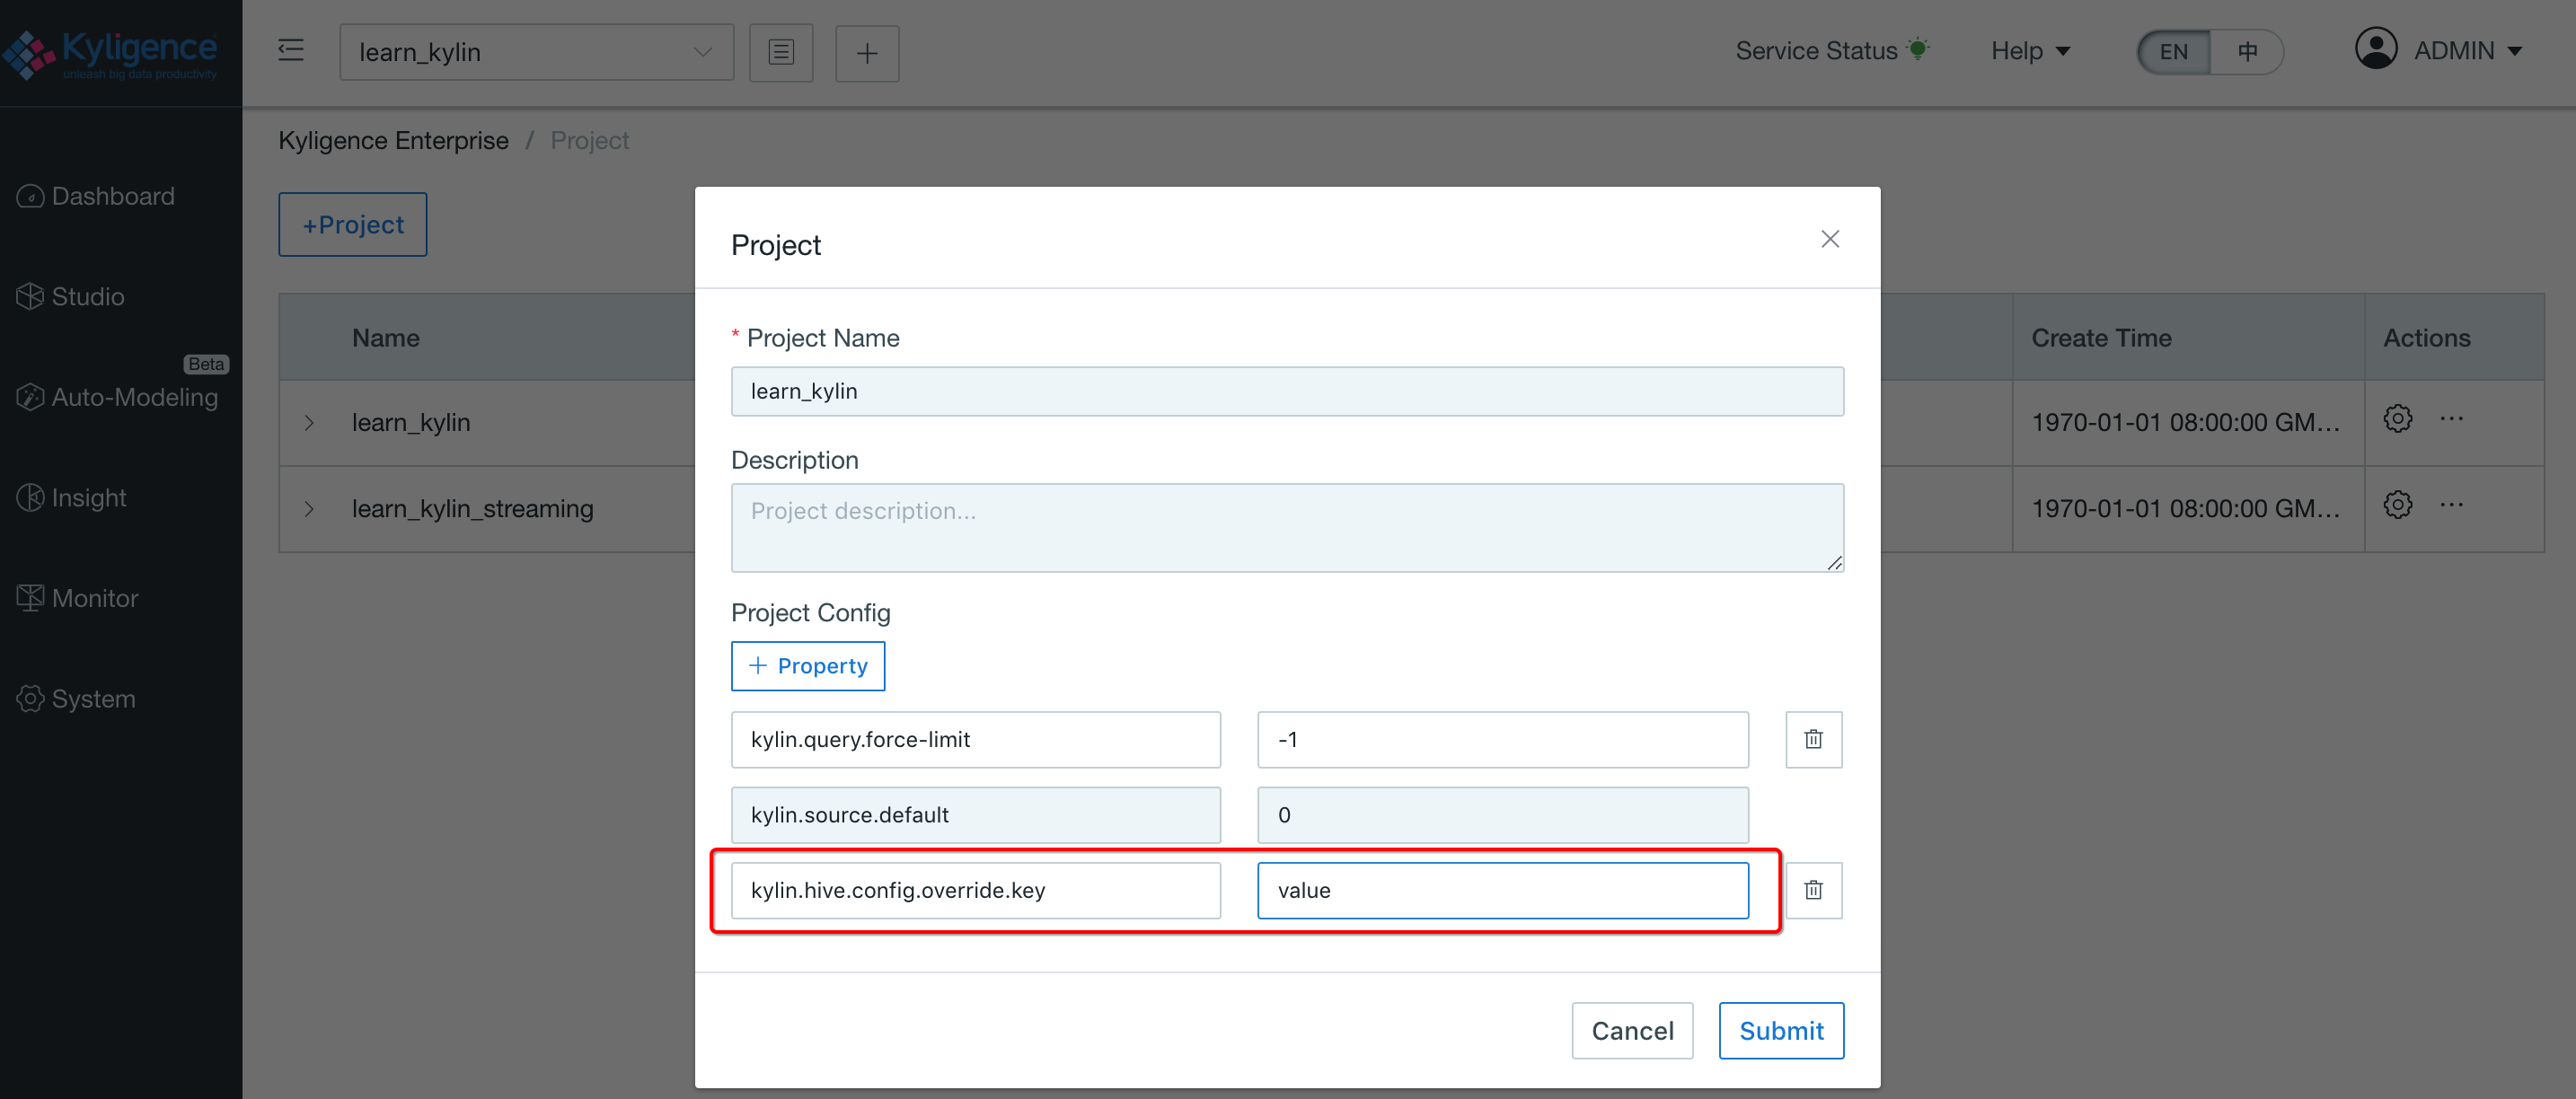 Kyligence
unleash big data productivity
learn_kylin
Service Status
Help
EN
中
ADMIN
Kyligence Enterprise / Project
Dashboard
Studio
Beta
Auto-Modeling
Insight
Monitor
System
+Project
Name
Create Time
Actions
learn_kylin
1970-01-01 08:00:00 GM...
...
learn_kylin_streaming
1970-01-01 08:00:00 GM...
...
Project
* Project Name
learn_kylin
Description
Project description...
Project Config
+ Property
kylin.query.force-limit
-1
kylin.source.default
0
kylin.hive.config.override.key
value
Cancel
Submit